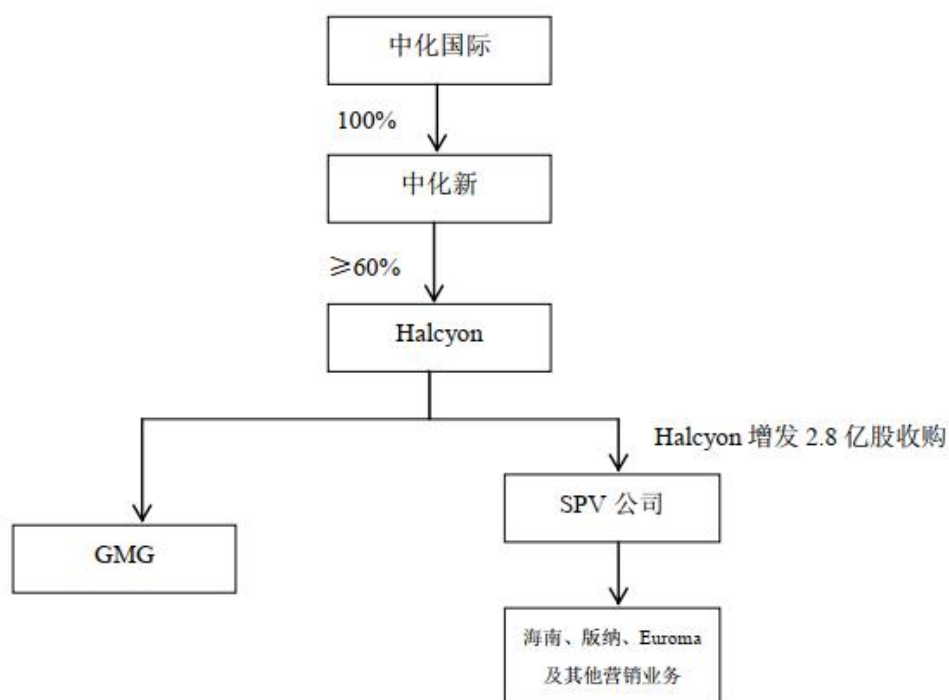 中化国际
100%
中化新
≥60%
Halcyon
Halcyon 增发 2.8 亿股收购
SPV 公司
GMG
海南、版纳、Euroma
及其他营销业务